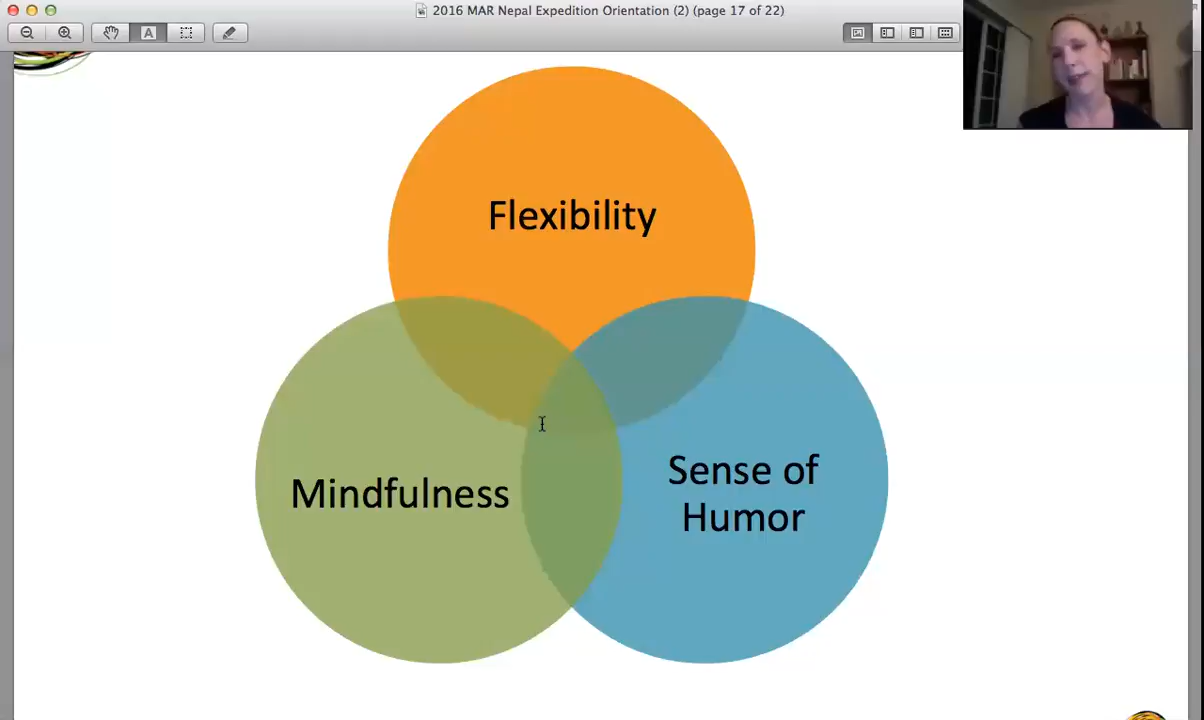 2016 MAR Nepal Expedition Orientation (2) (page 17 of 22)
A
Flexibility
Mindfulness
Sense of
Humor